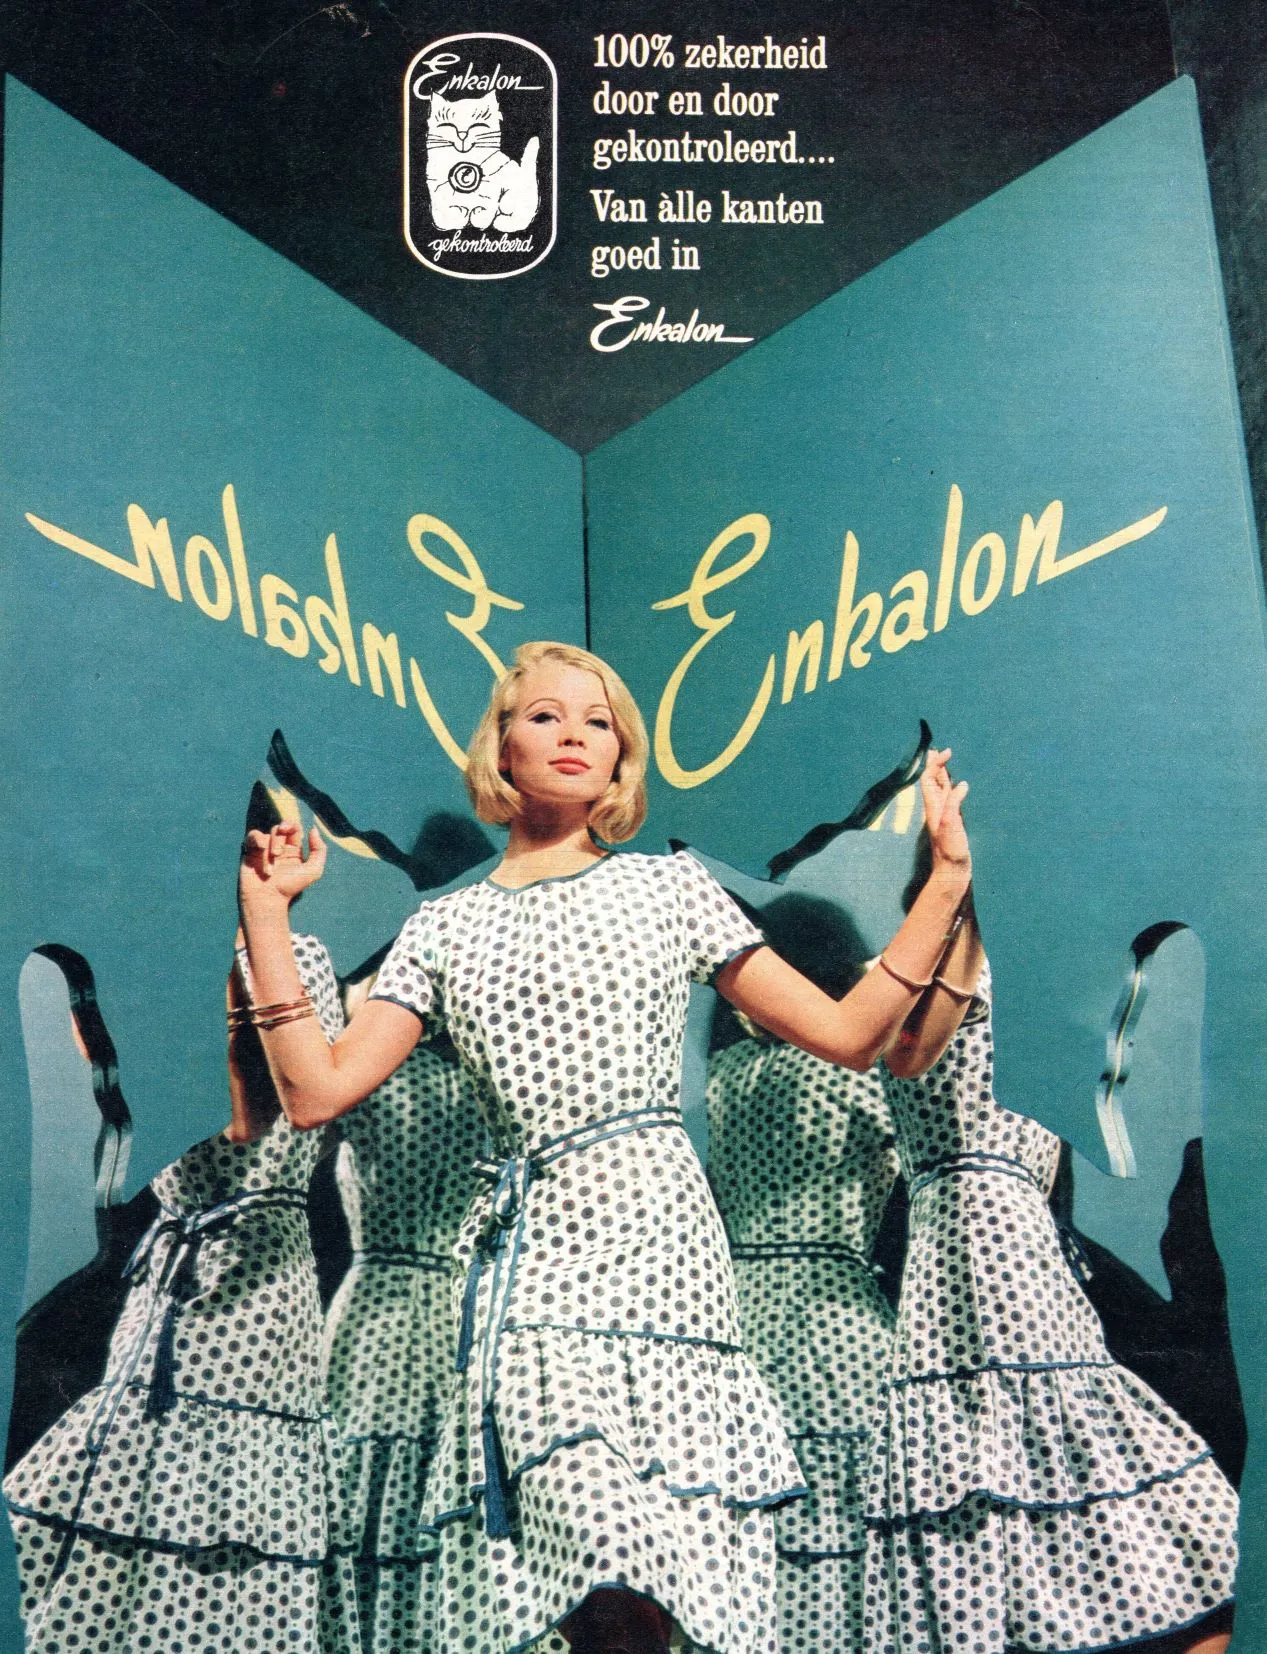 Enkalon
gekontroleerd
100% zekerheid
door en door
gekontroleerd....
Van àlle kanten
goed in
Enkalon
Enkalon
Enkalon